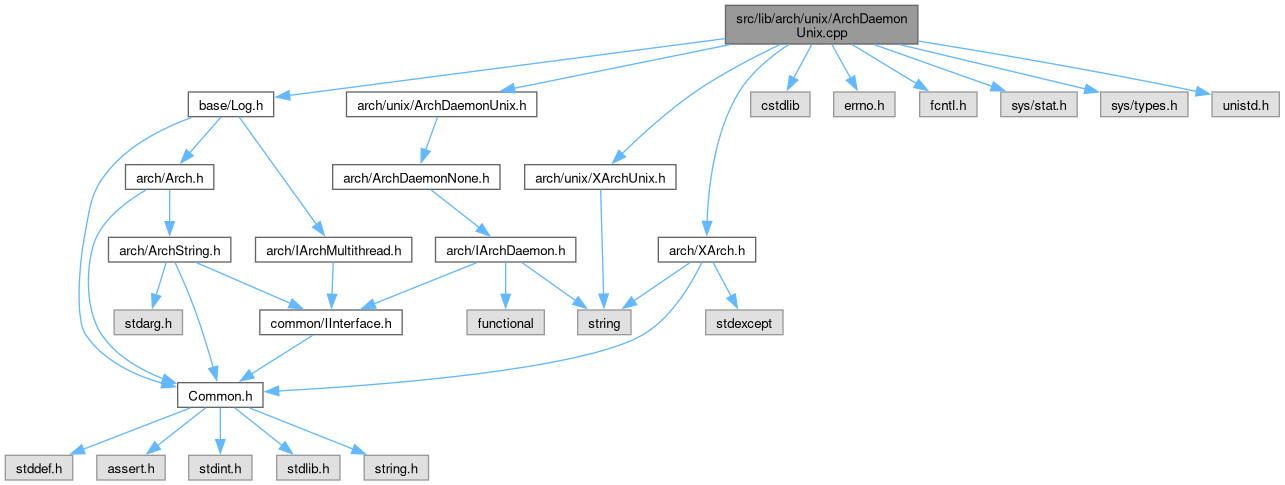 src/lib/arch/unix/ArchDaemon
Unix.cpp
base/Log.h
arch/unix/ArchDaemonUnix.h
cstdlib
errno.h
fcntl.h
sys/stat.h
sys/types.h
unistd.h
arch/Arch.h
arch/ArchDaemonNone.h
arch/unix/XArchUnix.h
arch/ArchString.h
arch/IArchMultithread.h
arch/IArchDaemon.h
arch/XArch.h
stdarg.h
common/IInterface.h
functional
string
stdexcept
Common.h
stddef.h
assert.h
stdint.h
stdlib.h
string.h